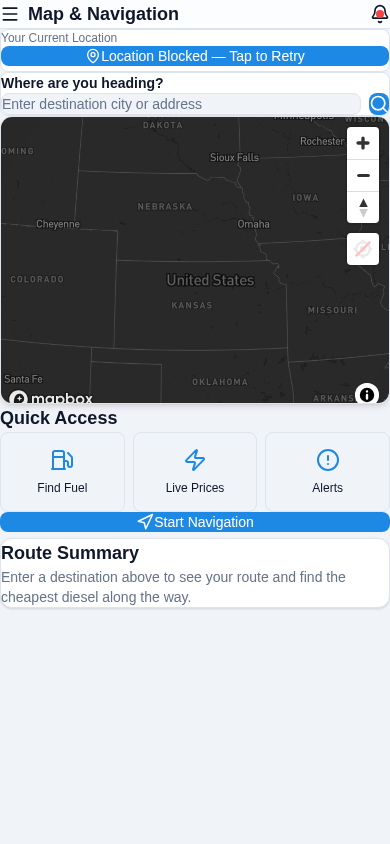 Map & Navigation
Your Current Location
Location Blocked — Tap to Retry
Where are you heading?
Enter destination city or address
DAKOTA
Sioux Falls
Rochester
OMING
NEBRASKA
IOWA
Cheyenne
Omaha
COLORADO
United States
KANSAS
MISSOURI
Santa Fe
OKLAHOMA
ARKANS
mapbox
Quick Access
Find Fuel
Live Prices
Alerts
Start Navigation
Route Summary
Enter a destination above to see your route and find the
cheapest diesel along the way.